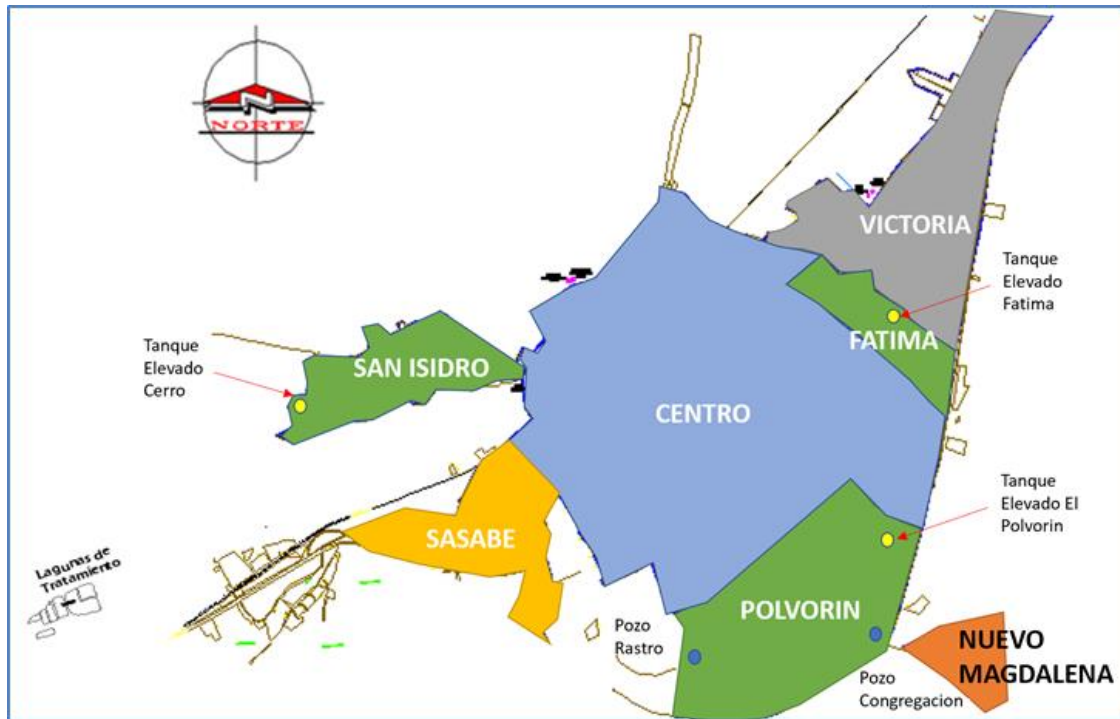 NORTE
VICTORIA
Tanque
Elevado
Fatima
FATIMA
Tanque
Elevado
Cerro
SAN ISIDRO
CENTRO
Tanque
Elevado El
Polvorin
SASABE
Lagunas de
Tratamiento
POLVORIN
Pozo
Rastro
NUEVO
MAGDALENA
Pozo
Congregacion